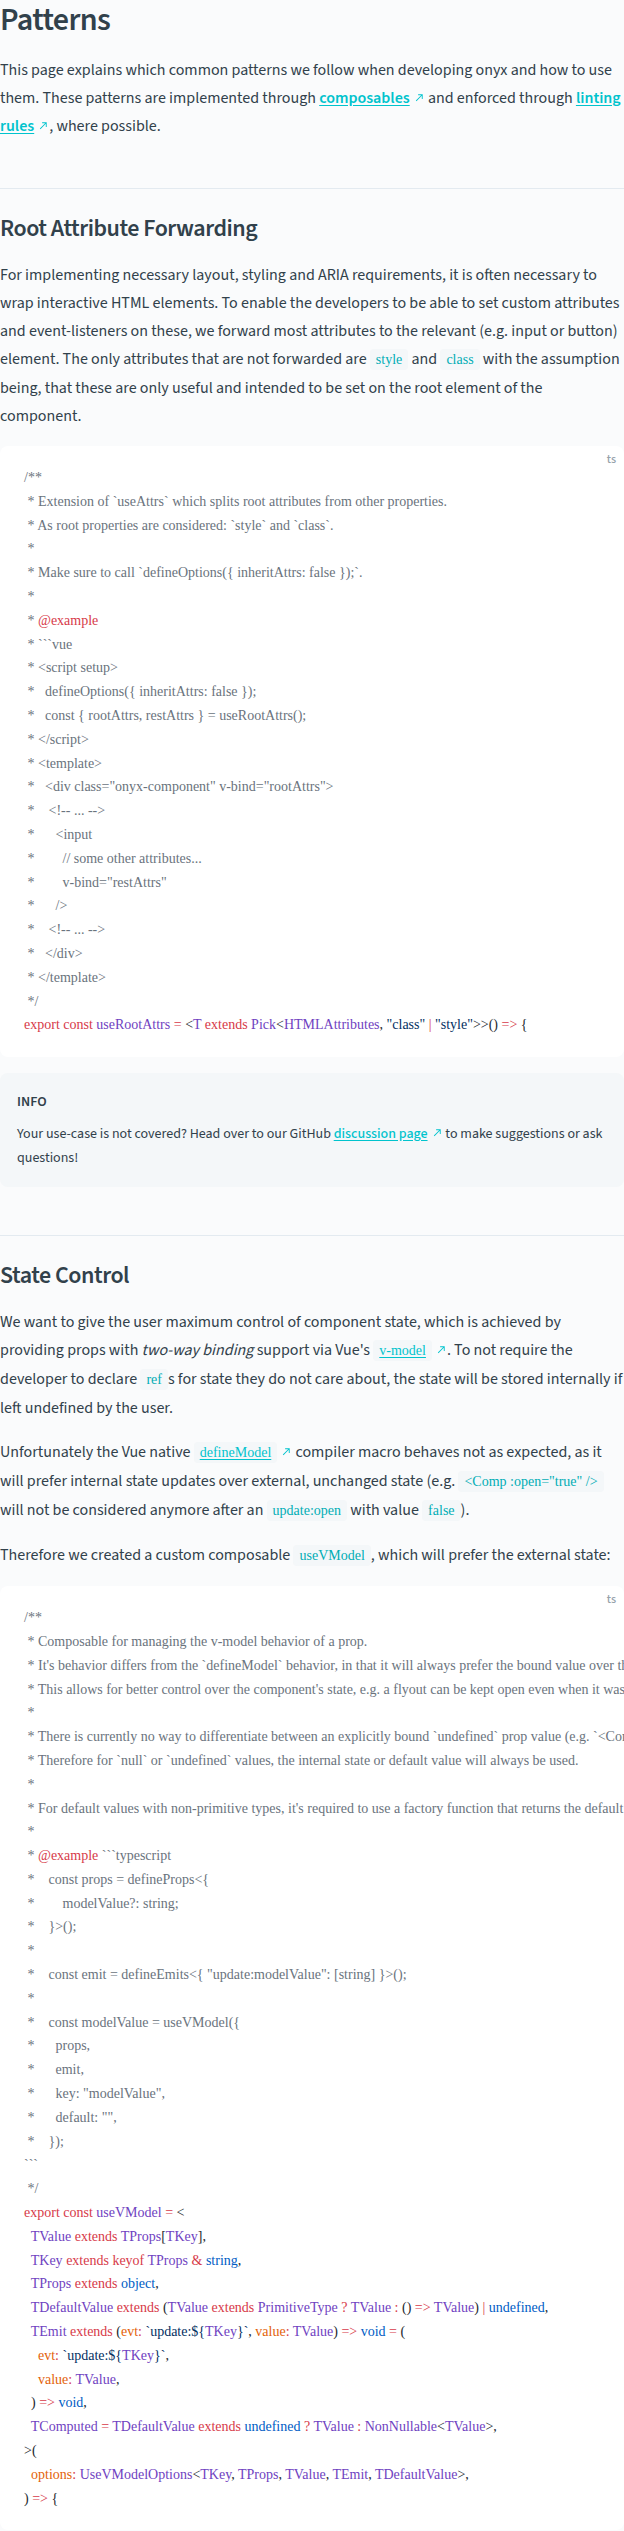 Patterns
This page explains which common patterns we follow when developing onyx and how to use
them. These patterns are implemented through composables ↗ and enforced through linting
rules ↗, where possible.
Root Attribute Forwarding
For implementing necessary layout, styling and ARIA requirements, it is often necessary to
wrap interactive HTML elements. To enable the developers to be able to set custom attributes
and event-listeners on these, we forward most attributes to the relevant (e.g. input or button)
element. The only attributes that are not forwarded are style and class with the assumption
being, that these are only useful and intended to be set on the root element of the
component.
ts
/**
 * Extension of `useAttrs` which splits root attributes from other properties.
 * As root properties are considered: `style` and `class`.
 *
 * Make sure to call `defineOptions({ inheritAttrs: false });`.
 *
 * @example
 * ```vue
 * <script setup>
 *   defineOptions({ inheritAttrs: false });
 *   const { rootAttrs, restAttrs } = useRootAttrs();
 * </script>
 * <template>
 *   <div class="onyx-component" v-bind="rootAttrs">
 *    <!-- ... -->
 *      <input
 *        // some other attributes...
 *        v-bind="restAttrs"
 *      />
 *    <!-- ... -->
 *   </div>
 * </template>
 */
export const useRootAttrs = <T extends Pick<HTMLAttributes, "class" | "style">>() => {
INFO
Your use-case is not covered? Head over to our GitHub discussion page ↗ to make suggestions or ask
questions!
State Control
We want to give the user maximum control of component state, which is achieved by
providing props with two-way binding support via Vue's v-model ↗. To not require the
developer to declare ref s for state they do not care about, the state will be stored internally if
left undefined by the user.
Unfortunately the Vue native defineModel ↗ compiler macro behaves not as expected, as it
will prefer internal state updates over external, unchanged state (e.g. <Comp :open="true" />
will not be considered anymore after an update:open with value false ).
Therefore we created a custom composable useVModel , which will prefer the external state:
ts
/**
 * Composable for managing the v-model behavior of a prop.
 * It's behavior differs from the `defineModel` behavior, in that it will always prefer the bound value over
 * This allows for better control over the component's state, e.g. a flyout can be kept open even when it was
 *
 * There is currently no way to differentiate between an explicitly bound `undefined` prop value (e.g. `<Co
 * Therefore for `null` or `undefined` values, the internal state or default value will always be used.
 *
 * For default values with non-primitive types, it's required to use a factory function that returns the default
 *
 * @example ```typescript
 *    const props = defineProps<{
 *        modelValue?: string;
 *    }>();
 *
 *    const emit = defineEmits<{ "update:modelValue": [string] }>();
 *
 *    const modelValue = useVModel({
 *      props,
 *      emit,
 *      key: "modelValue",
 *      default: "",
 *    });
```
 */
export const useVModel = <
  TValue extends TProps[TKey],
  TKey extends keyof TProps & string,
  TProps extends object,
  TDefaultValue extends (TValue extends PrimitiveType ? TValue : () => TValue) | undefined,
  TEmit extends (evt: `update:${TKey}`, value: TValue) => void = (
    evt: `update:${TKey}`,
    value: TValue,
  ) => void,
  TComputed = TDefaultValue extends undefined ? TValue : NonNullable<TValue>,
>(
  options: UseVModelOptions<TKey, TProps, TValue, TEmit, TDefaultValue>,
) => {